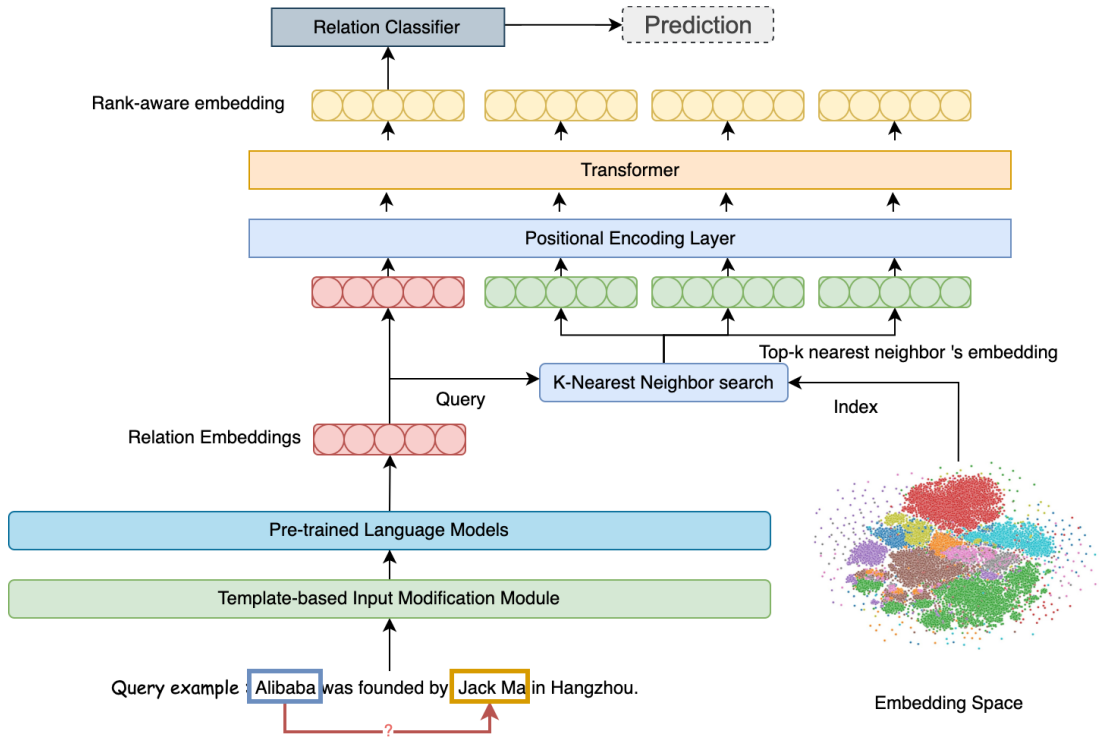 Relation Classifier
Prediction
Rank-aware embedding
Transformer
Positional Encoding Layer
Top-k nearest neighbor 's embedding
K-Nearest Neighbor search
Query
Index
Relation Embeddings
Pre-trained Language Models
Template-based Input Modification Module
Query example : Alibaba was founded by Jack Ma in Hangzhou.
Embedding Space
?